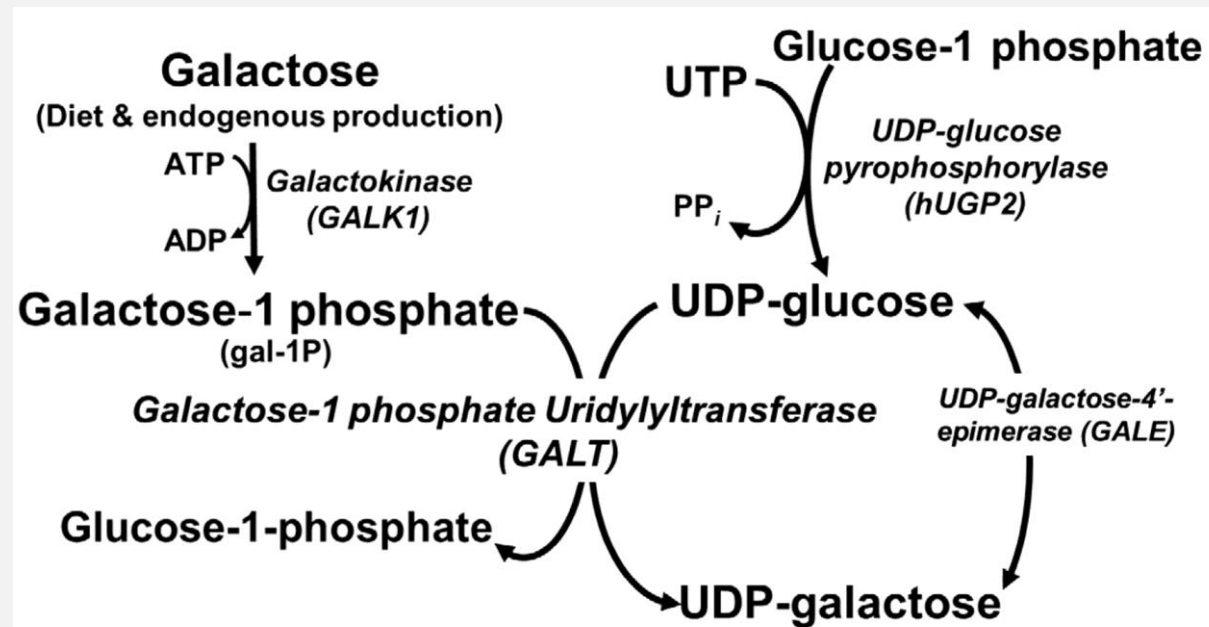 Galactose
(Diet & endogenous production)
ATP
Galactokinase
(GALK1)
ADP
Galactose-1 phosphate
(gal-1P)
Glucose-1 phosphate
UTP
UDP-glucose
pyrophosphorylase
(hUGP2)
PPi
UDP-glucose
Galactose-1 phosphate Uridylyltransferase
(GALT)
UDP-galactose-4’-
epimerase (GALE)
Glucose-1-phosphate
UDP-galactose